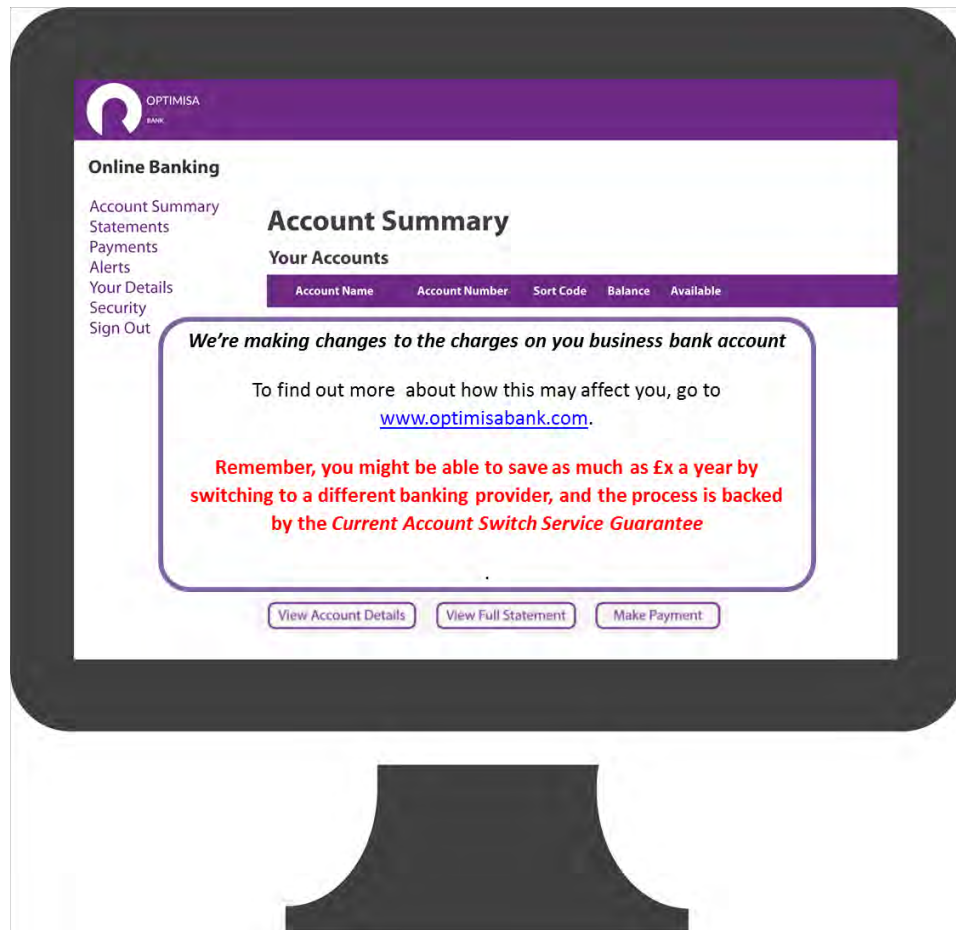 OPTIMISA
BANK
Online Banking
Account Summary
Statements
Payments
Alerts
Your Details
Security
Sign Out
Account Summary
Your Accounts
Account Name Account Number Sort Code Balance Available
We're making changes to the charges on you business bank account
To find out more about how this may affect you, go to
www.optimisabank.com.
Remember, you might be able to save as much as £x a year by
switching to a different banking provider, and the process is backed
by the Current Account Switch Service Guarantee
.
View Account Details View Full Statement Make Payment